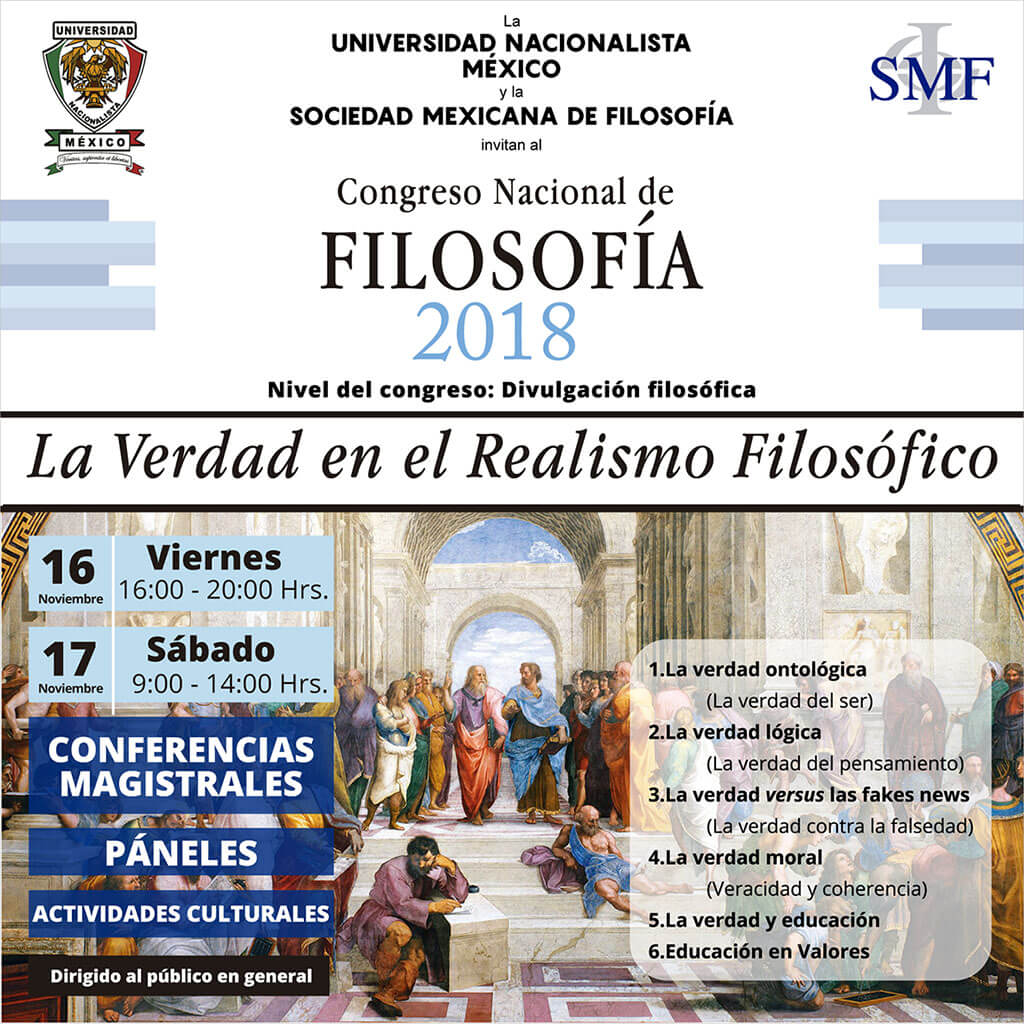 UNIVERSIDAD
NACIONALISTA
MÉXICO
La
UNIVERSIDAD NACIONALISTA
MÉXICO
y la
SOCIEDAD MEXICANA DE FILOSOFÍA
invitan al
SMF
Congreso Nacional de
FILOSOFÍA
2018
Nivel del congreso: Divulgación filosófica
La Verdad en el Realismo Filosófico
16 Viernes
Noviembre 16:00 - 20:00 Hrs.
17 Sábado
Noviembre 9:00 - 14:00 Hrs.
CONFERENCIAS
MAGISTRALES
PÁNELES
ACTIVIDADES CULTURALES
Dirigido al público en general
1.La verdad ontológica
(La verdad del ser)
2.La verdad lógica
(La verdad del pensamiento)
3.La verdad versus las fakes news
(La verdad contra la falsedad)
4.La verdad moral
(Veracidad y coherencia)
5.La verdad y educación
6.Educación en Valores